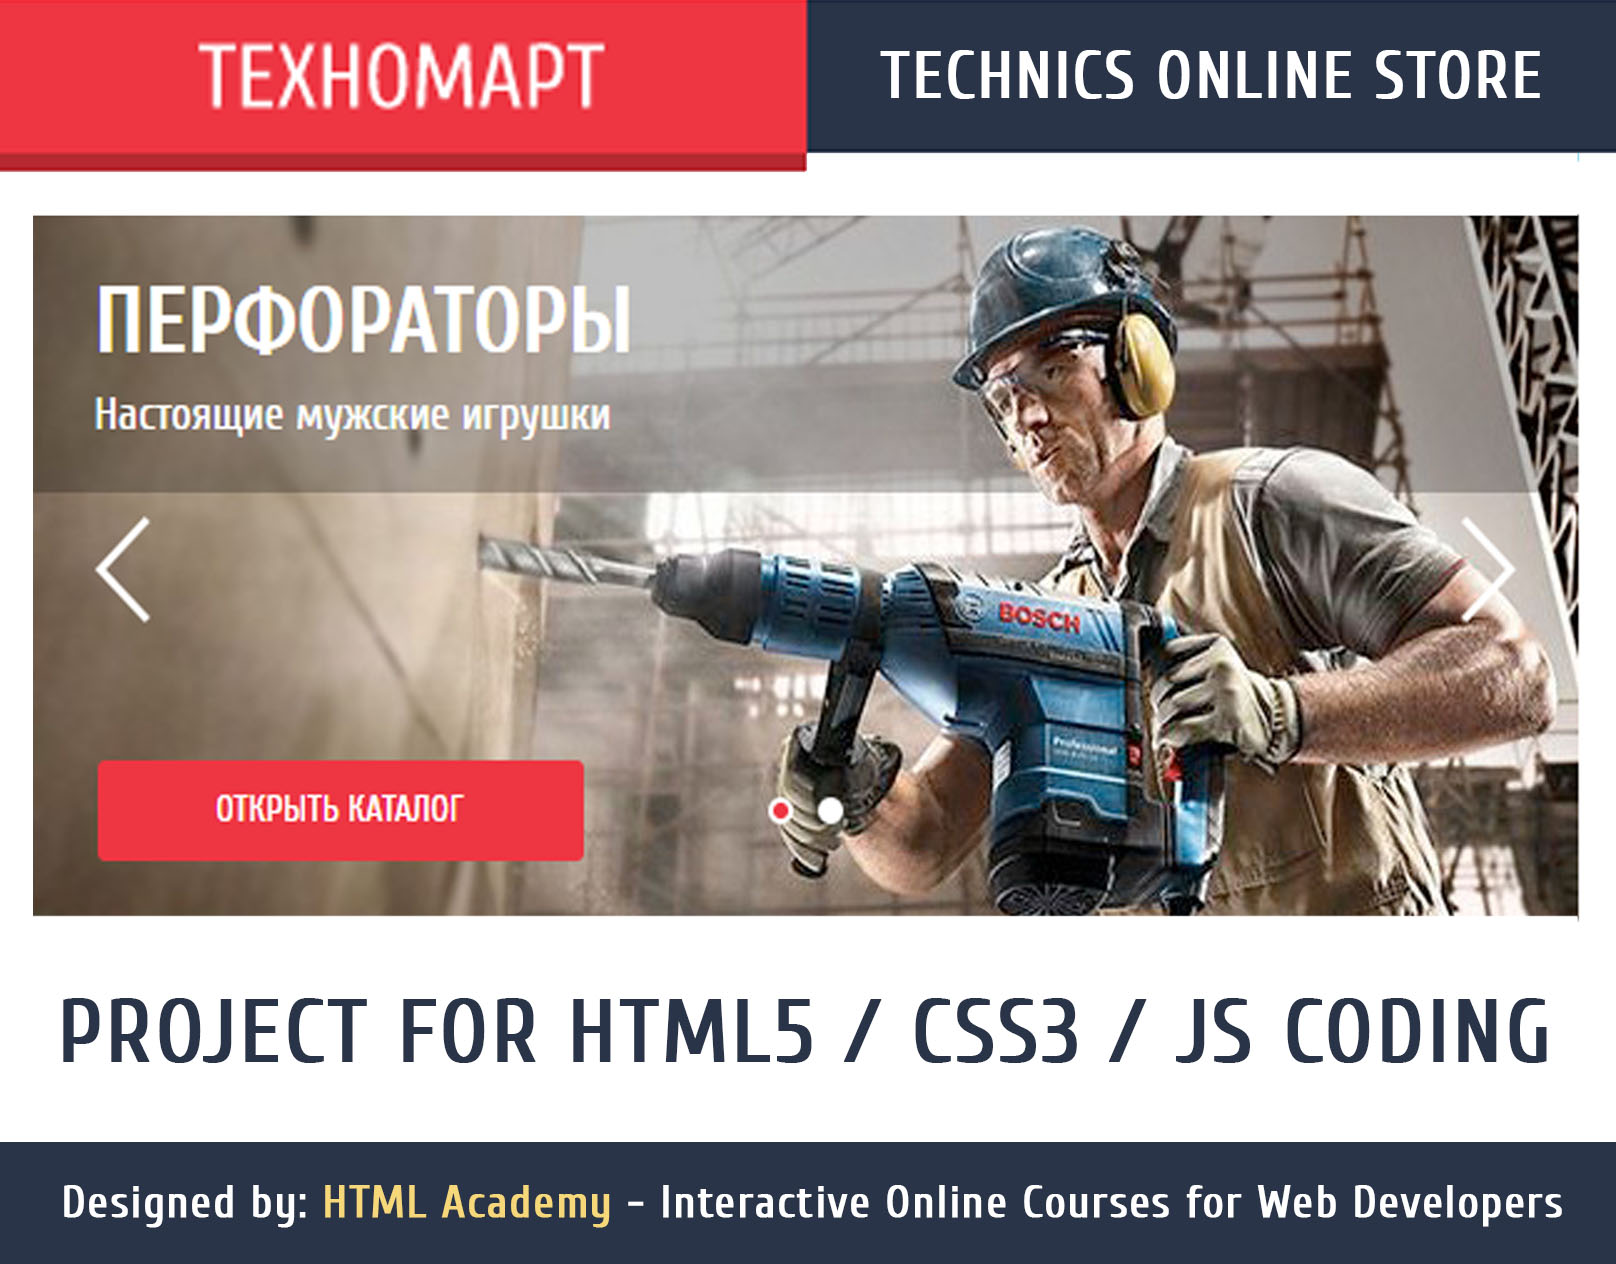 ТЕХНОМАРТ
TECHNICS ONLINE STORE
ПЕРФОРАТОРЫ
Настоящие мужские игрушки
BOSCH
Professional
ОТКРЫТЬ КАТАЛОГ
PROJECT FOR HTML5 / CSS3 / JS CODING
Designed by: HTML Academy - Interactive Online Courses for Web Developers